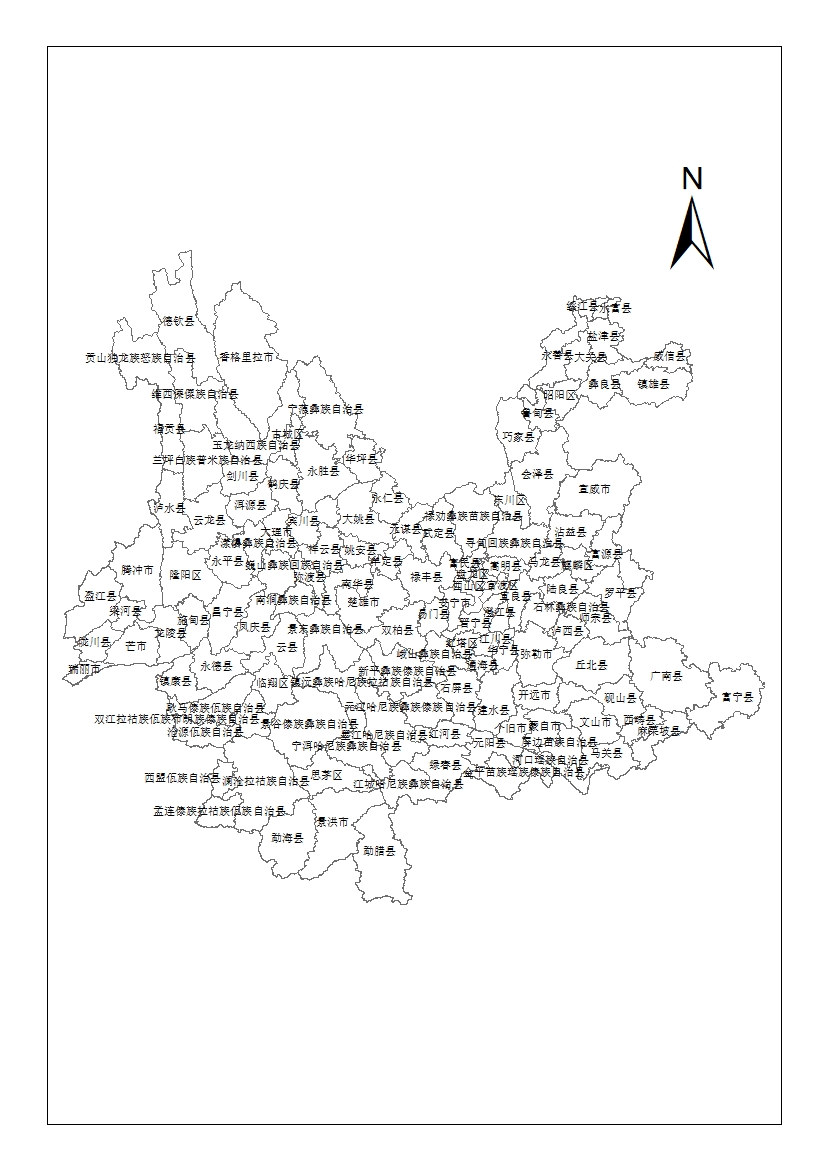 N
绥江县
水富县
德钦县
盐津县
贡山独龙族怒族自治县
香格里拉市
永善县
大关县
威信县
彝良县
镇雄县
维西傈僳族自治县
昭阳区
宁蒗彝族自治县
鲁甸县
福贡县
古城区
巧家县
玉龙纳西族自治县
兰坪白族普米族自治县
华坪县
永胜县
剑川县
会泽县
鹤庆县
宣威市
永仁县
东川区
泸水县
洱源县
云龙县
宾川县
大姚县
禄劝彝族苗族自治县
元谋县
武定县
大理市
沾益县
漾濞彝族自治县
寻甸回族彝族自治县
祥云县
姚安县
富源县
永平县
巍山彝族回族自治县
牟定县
富民县
嵩明县
马龙县
麒麟区
腾冲市
隆阳区
弥渡县
禄丰县
盘龙区
南华县
西山区
官渡区
陆良县
罗平县
盈江县
宜良县
南涧彝族自治县
楚雄市
安宁市
石林彝族自治县
梁河县
昌宁县
易门县
澄江县
师宗县
施甸县
晋宁县
凤庆县
景东彝族自治县
双柏县
泸西县
龙陵县
陇川县
芒市
云县
红塔区
江川县
华宁县
弥勒市
峨山彝族自治县
瑞丽市
永德县
通海县
丘北县
新平彝族傣族自治县
广南县
镇康县
临翔区
镇沅彝族哈尼族拉祜族自治县
石屏县
开远市
砚山县
富宁县
耿马傣族佤族自治县
元江哈尼族彝族傣族自治县
建水县
双江拉祜族佤族布朗族傣族自治县
景谷傣族彝族自治县
文山市
西畴县
个旧市
蒙自市
沧源佤族自治县
墨江哈尼族自治县
红河县
麻栗坡县
元阳县
屏边苗族自治县
宁洱哈尼族彝族自治县
马关县
河口瑶族自治县
绿春县
金平苗族瑶族傣族自治县
西盟佤族自治县
澜沧拉祜族自治县
思茅区
江城哈尼族彝族自治县
孟连傣族拉祜族佤族自治县
景洪市
勐海县
勐腊县